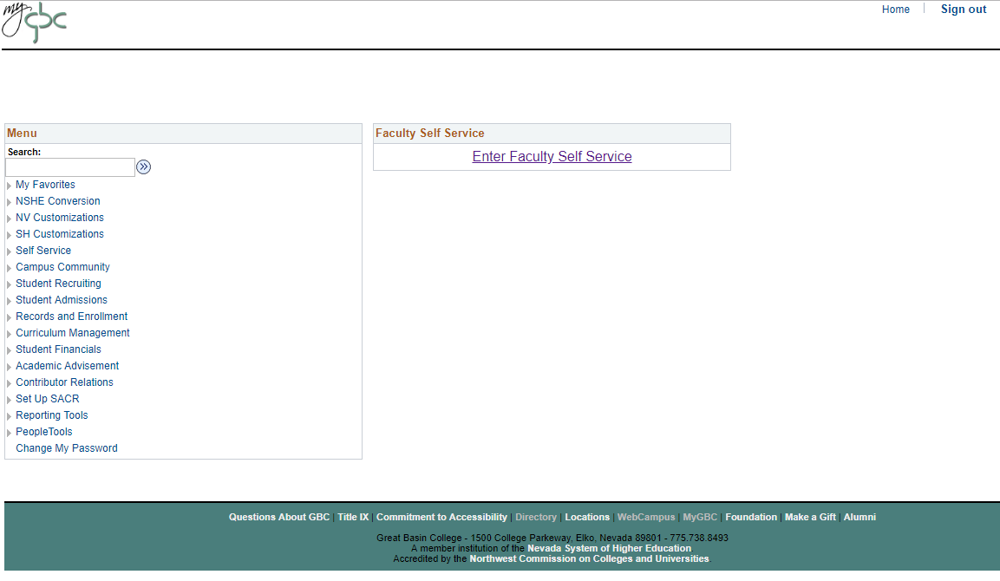 my gbc
Home | Sign out
Menu
Search:
My Favorites
NSHE Conversion
NV Customizations
SH Customizations
Self Service
Campus Community
Student Recruiting
Student Admissions
Records and Enrollment
Curriculum Management
Student Financials
Academic Advisement
Contributor Relations
Set Up SACR
Reporting Tools
PeopleTools
Change My Password
Faculty Self Service
Enter Faculty Self Service
Questions About GBC | Title IX | Commitment to Accessibility | Directory | Locations | WebCampus | MyGBC | Foundation | Make a Gift | Alumni
Great Basin College - 1500 College Parkway, Elko, Nevada 89801 - 775.738.8493
A member institution of the Nevada System of Higher Education.
Accredited by the Northwest Commission on Colleges and Universities.